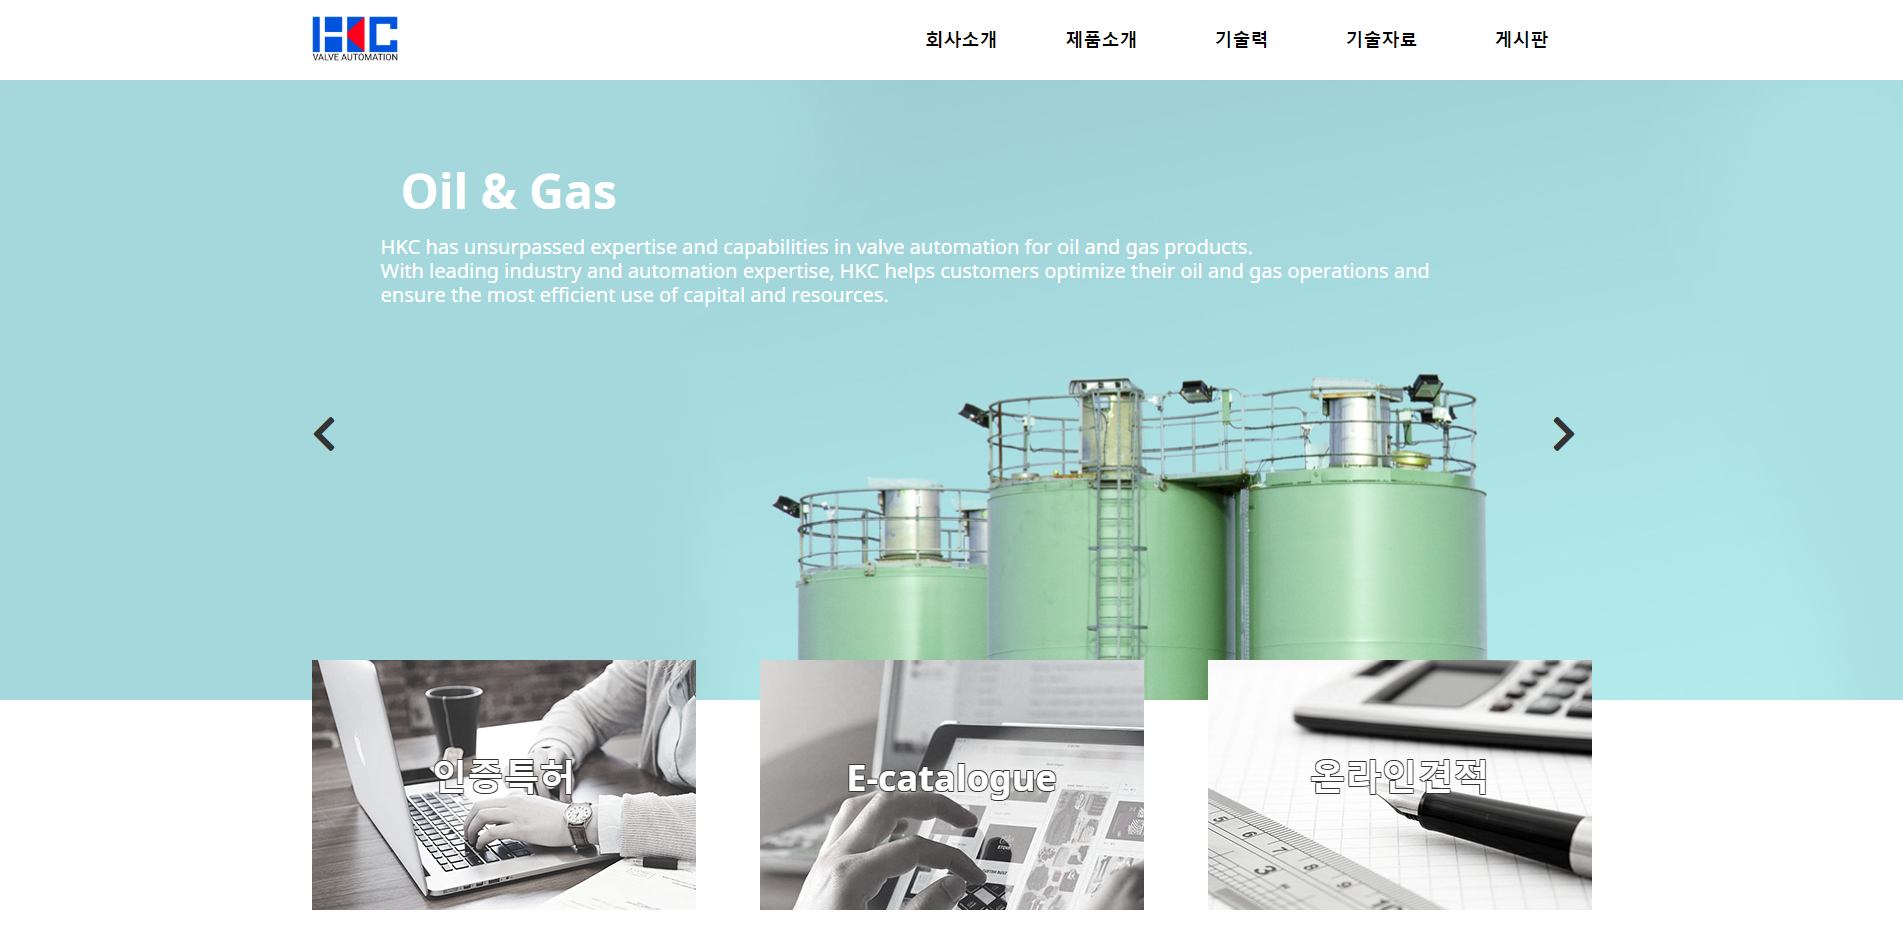 HKC
VALVE AUTOMATION
회사소개
제품소개
기술력
기술자료
게시판
Oil & Gas
HKC has unsurpassed expertise and capabilities in valve automation for oil and gas products.
With leading industry and automation expertise, HKC helps customers optimize their oil and gas operations and
ensure the most efficient use of capital and resources.
인증특허
E-catalogue
온라인견적